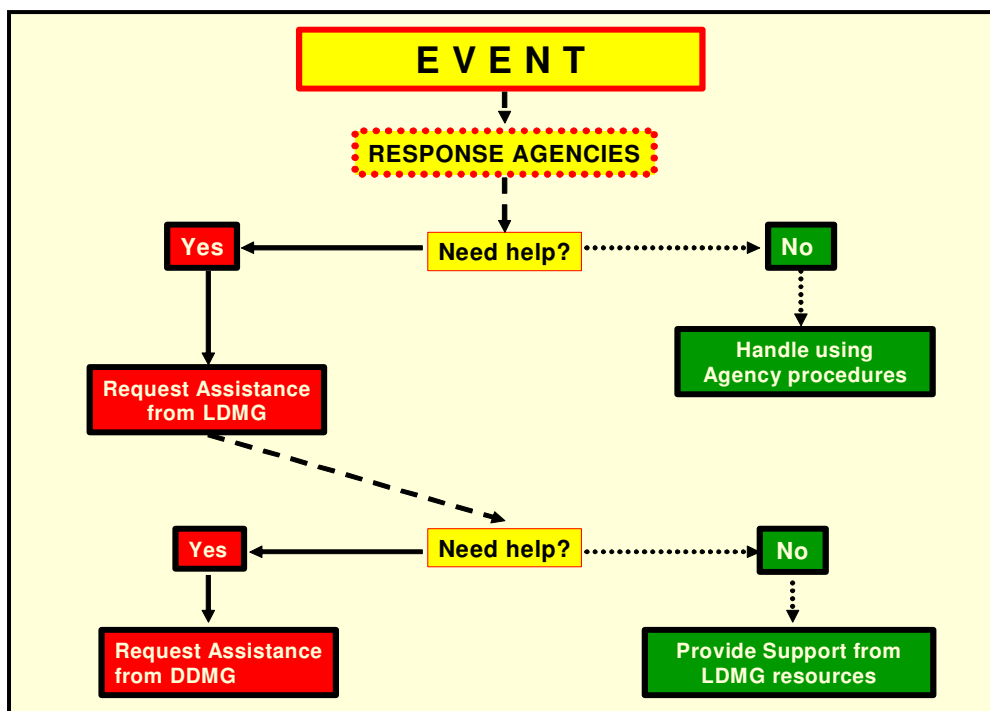 E V E N T
RESPONSE AGENCIES
Yes
Need help?
No
Handle using
Agency procedures
Request Assistance
from LDMG
Yes
Need help?
No
Request Assistance
from DDMG
Provide Support from
LDMG resources